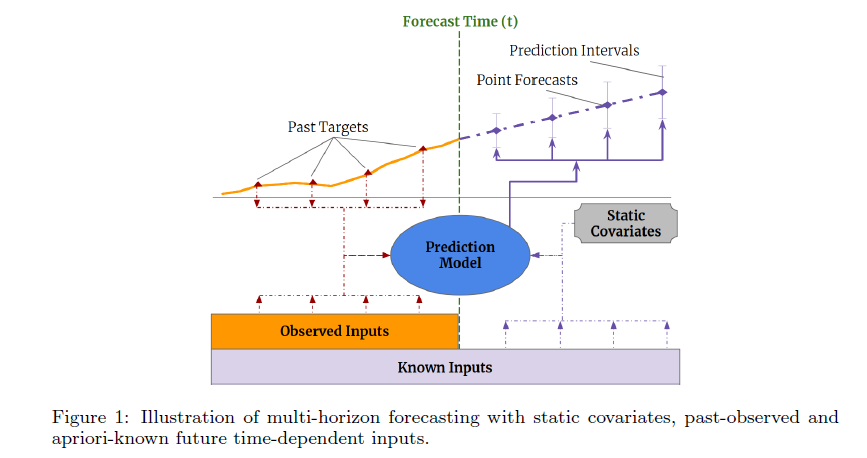 Forecast Time (t)
Prediction Intervals
Point Forecasts
Past Targets
Static
Covariates
Prediction
Model
Observed Inputs
Known Inputs
Figure 1: Illustration of multi-horizon forecasting with static covariates, past-observed and
apriori-known future time-dependent inputs.